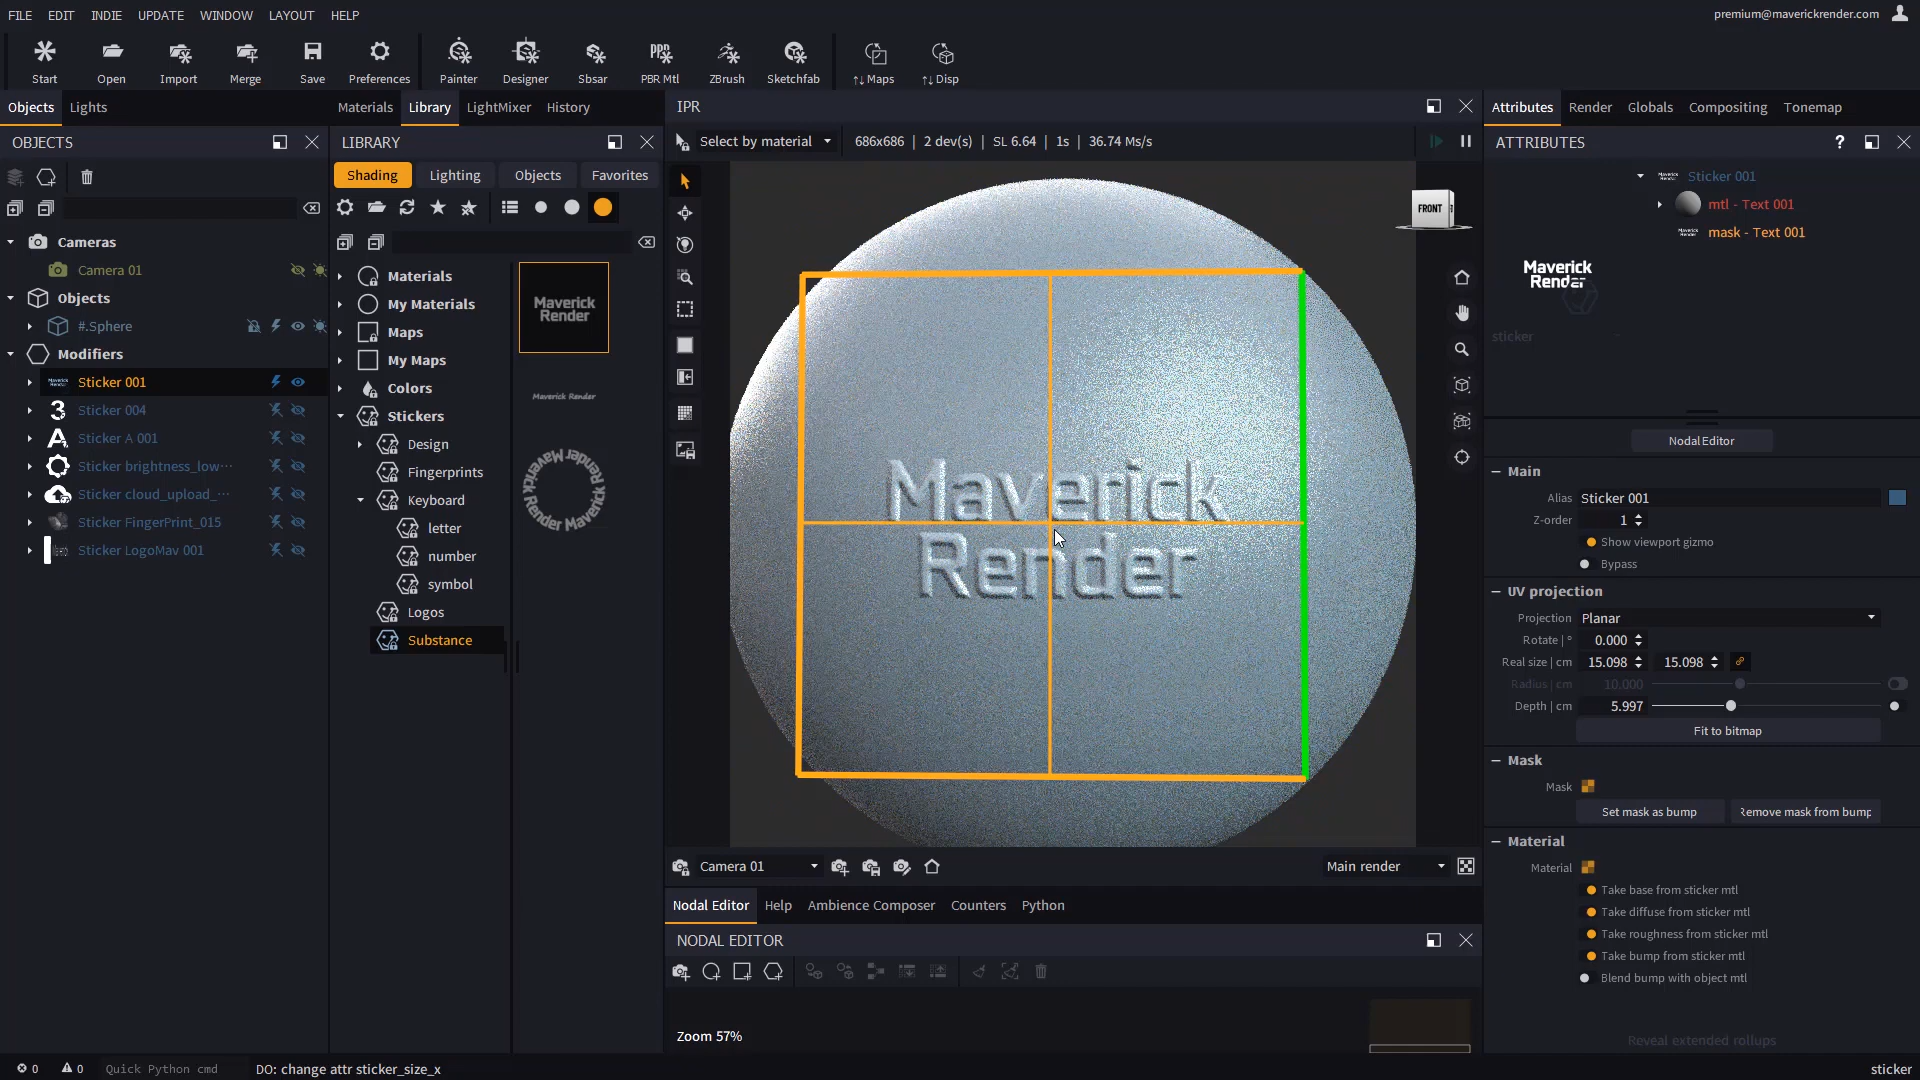 FILE EDIT INDIE UPDATE WINDOW LAYOUT HELP premium@maverickrender.com
Start Open Import Merge Save Preferences Painter Designer Sbsar PBR Mtl ZBrush Sketchfab ↑↓ Maps ↑↓ Disp
Objects Lights
OBJECTS
Cameras
Camera 01
Objects
#.Sphere
Modifiers
Sticker 001
3 Sticker 004
A Sticker A 001
Sticker brightness_low···
Sticker cloud_upload_···
Sticker FingerPrint_015
Sticker LogoMav 001
Materials Library LightMixer History
LIBRARY
Shading Lighting Objects Favorites
Materials
My Materials
Maps
My Maps
Colors
Stickers
Design
Fingerprints
Keyboard
letter
number
symbol
Logos
Substance
Maverick
Render
Maverick Render
Maverick Render Maverick Render
IPR
Select by material 686x686 | 2 dev(s) | SL 6.64 | 1s | 36.74 Ms/s
FRONT
Maverick
Render
Camera 01 Main render
Nodal Editor Help Ambience Composer Counters Python
NODAL EDITOR
Zoom 57%
Attributes Render Globals Compositing Tonemap
ATTRIBUTES ?
Sticker 001
mtl - Text 001
mask - Text 001
Maverick
Render
sticker
Nodal Editor
Main
Alias Sticker 001
Z-order 1
Show viewport gizmo
Bypass
UV projection
Projection Planar
Rotate | ° 0.000
Real size | cm 15.098 15.098
Radius | cm 10.000
Depth | cm 5.997
Fit to bitmap
Mask
Mask
Set mask as bump Remove mask from bump
Material
Material
Take base from sticker mtl
Take diffuse from sticker mtl
Take roughness from sticker mtl
Take bump from sticker mtl
Blend bump with object mtl
Reveal extended rollups
0 0 Quick Python cmd DO: change attr sticker_size_x sticker